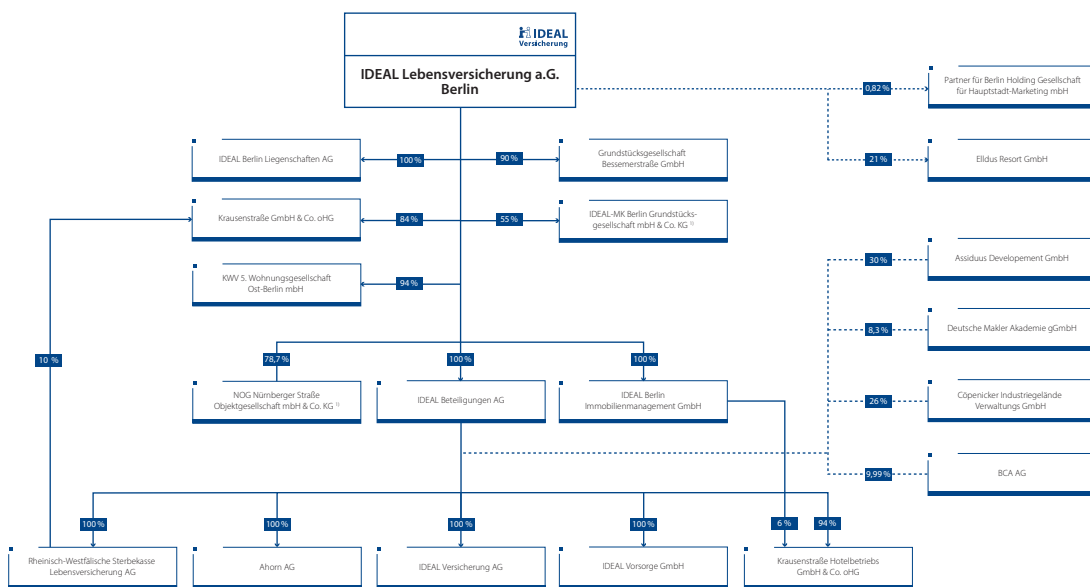 IDEAL
Versicherung
IDEAL Lebensversicherung a.G.
Berlin
0,82 %
Partner für Berlin Holding Gesellschaft
für Hauptstadt-Marketing mbH
IDEAL Berlin Liegenschaften AG
100 %
90 %
Grundstücksgesellschaft
Bessemerstraße GmbH
21 %
Elldus Resort GmbH
Krausenstraße GmbH & Co. oHG
84 %
55 %
IDEAL-MK Berlin Grundstücks-
gesellschaft mbH & Co. KG ¹⁾
30 %
Assiduus Developement GmbH
KWV 5. Wohnungsgesellschaft
Ost-Berlin mbH
94 %
8,3 %
Deutsche Makler Akademie gGmbH
10 %
78,7 %
100 %
100 %
NOG Nürnberger Straße
Objektgesellschaft mbH & Co. KG ¹⁾
IDEAL Beteiligungen AG
IDEAL Berlin
Immobilienmanagement GmbH
26 %
Cöpenicker Industriegelände
Verwaltungs GmbH
9,99 %
BCA AG
100 %
100 %
100 %
100 %
6 %
94 %
Rheinisch-Westfälische Sterbekasse
Lebensversicherung AG
Ahorn AG
IDEAL Versicherung AG
IDEAL Vorsorge GmbH
Krausenstraße Hotelbetriebs
GmbH & Co. oHG